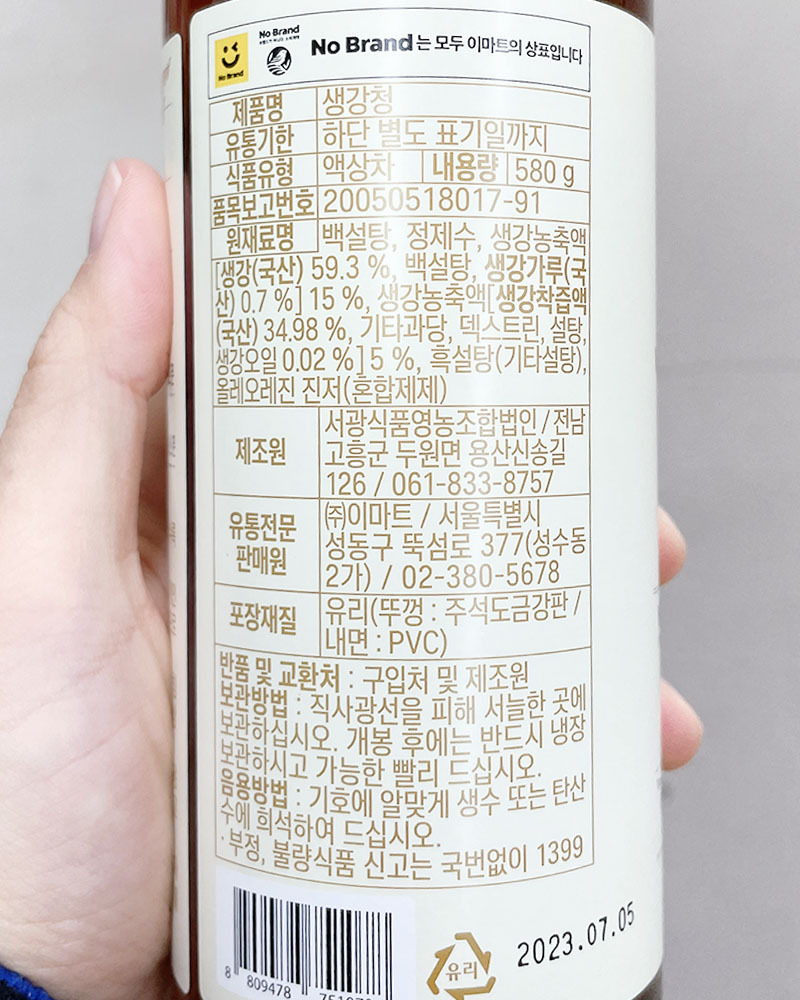 No Brand
No Brand
No Brand는 모두 이마트의 상표입니다
제품명 생강청
유통기한 하단 별도 표기일까지
식품유형 액상차 내용량 580 g
품목보고번호 20050518017-91
원재료명 백설탕, 정제수, 생강농축액
[생강(국산) 59.3 %, 백설탕, 생강가루(국
산) 0.7 %] 15 %, 생강농축액[생강착즙액
(국산) 34.98 %, 기타과당, 덱스트린, 설탕,
생강오일 0.02 %] 5 %, 흑설탕(기타설탕),
올레오레진 진저(혼합제제)
제조원 서광식품영농조합법인 / 전남
고흥군 두원면 용산신송길
126 / 061-833-8757
유통전문
판매원
㈜이마트 / 서울특별시
성동구 뚝섬로 377(성수동
2가) / 02-380-5678
포장재질 유리(뚜껑 : 주석도금강판 /
내면 : PVC)
반품 및 교환처 : 구입처 및 제조원
보관방법 : 직사광선을 피해 서늘한 곳에
보관하십시오. 개봉 후에는 반드시 냉장
보관하시고 가능한 빨리 드십시오.
음용방법 : 기호에 알맞게 생수 또는 탄산
수에 희석하여 드십시오.
· 부정, 불량식품 신고는 국번없이 1399
8 809478
유리
2023.07.05